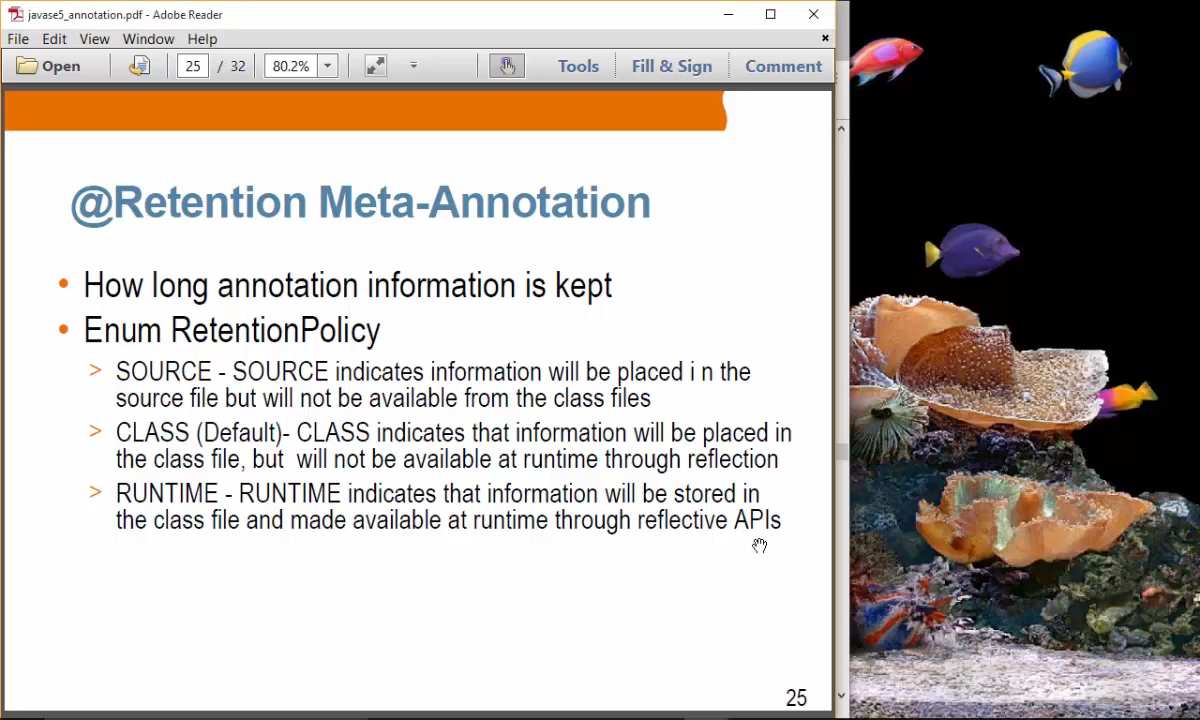 javase5_annotation.pdf - Adobe Reader
File Edit View Window Help
Open 25 / 32 80.2% Tools Fill & Sign Comment
@Retention Meta-Annotation
• How long annotation information is kept
• Enum RetentionPolicy
> SOURCE - SOURCE indicates information will be placed i n the
source file but will not be available from the class files
> CLASS (Default)- CLASS indicates that information will be placed in
the class file, but will not be available at runtime through reflection
> RUNTIME - RUNTIME indicates that information will be stored in
the class file and made available at runtime through reflective APIs
25